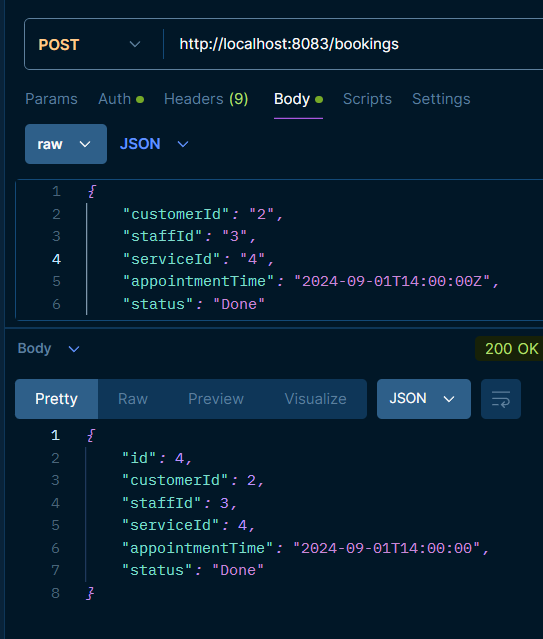 POST http://localhost:8083/bookings
Params Auth Headers (9) Body Scripts Settings
raw JSON
1 {
2 "customerId": "2",
3 "staffId": "3",
4 "serviceId": "4",
5 "appointmentTime": "2024-09-01T14:00:00Z",
6 "status": "Done"
Body 200 OK
Pretty Raw Preview Visualize JSON
1 {
2 "id": 4,
3 "customerId": 2,
4 "staffId": 3,
5 "serviceId": 4,
6 "appointmentTime": "2024-09-01T14:00:00",
7 "status": "Done"
8 }